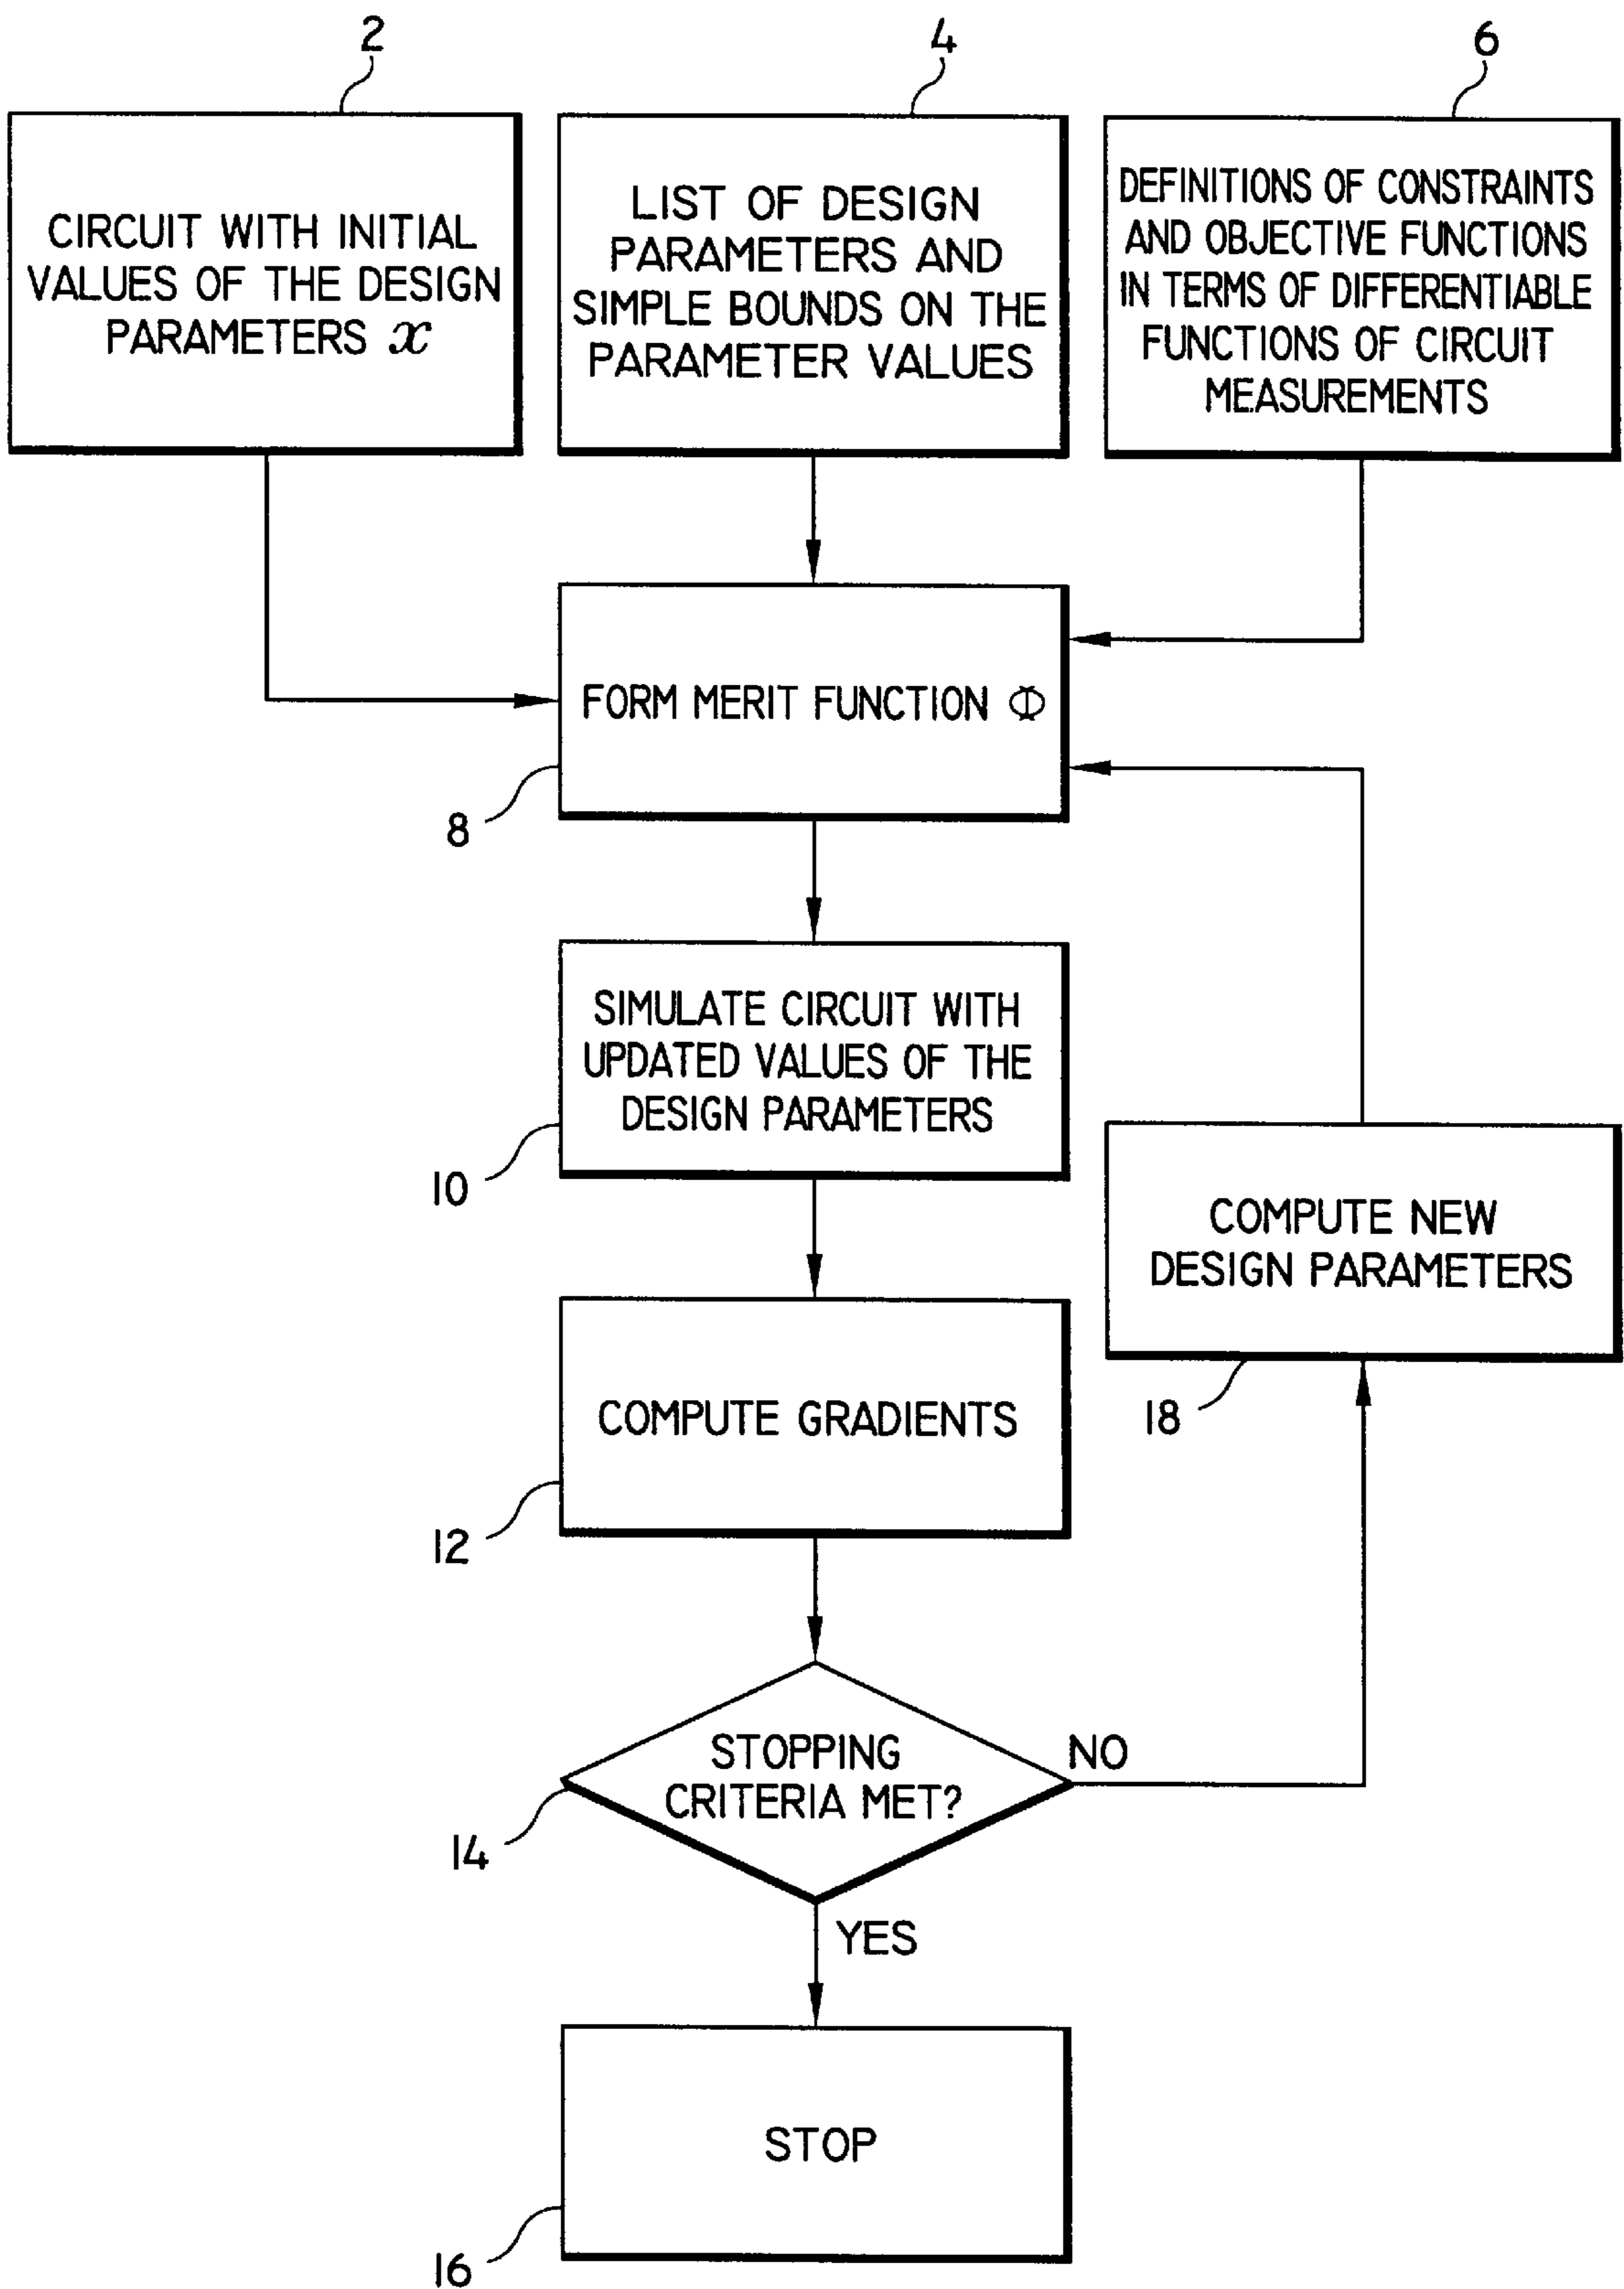 2
4
6
CIRCUIT WITH INITIAL
VALUES OF THE DESIGN
PARAMETERS x
LIST OF DESIGN
PARAMETERS AND
SIMPLE BOUNDS ON THE
PARAMETER VALUES
DEFINITIONS OF CONSTRAINTS
AND OBJECTIVE FUNCTIONS
IN TERMS OF DIFFERENTIABLE
FUNCTIONS OF CIRCUIT
MEASUREMENTS
FORM MERIT FUNCTION Φ
8
SIMULATE CIRCUIT WITH
UPDATED VALUES OF THE
DESIGN PARAMETERS
10
COMPUTE NEW
DESIGN PARAMETERS
18
COMPUTE GRADIENTS
12
STOPPING
CRITERIA MET?
NO
14
YES
STOP
16